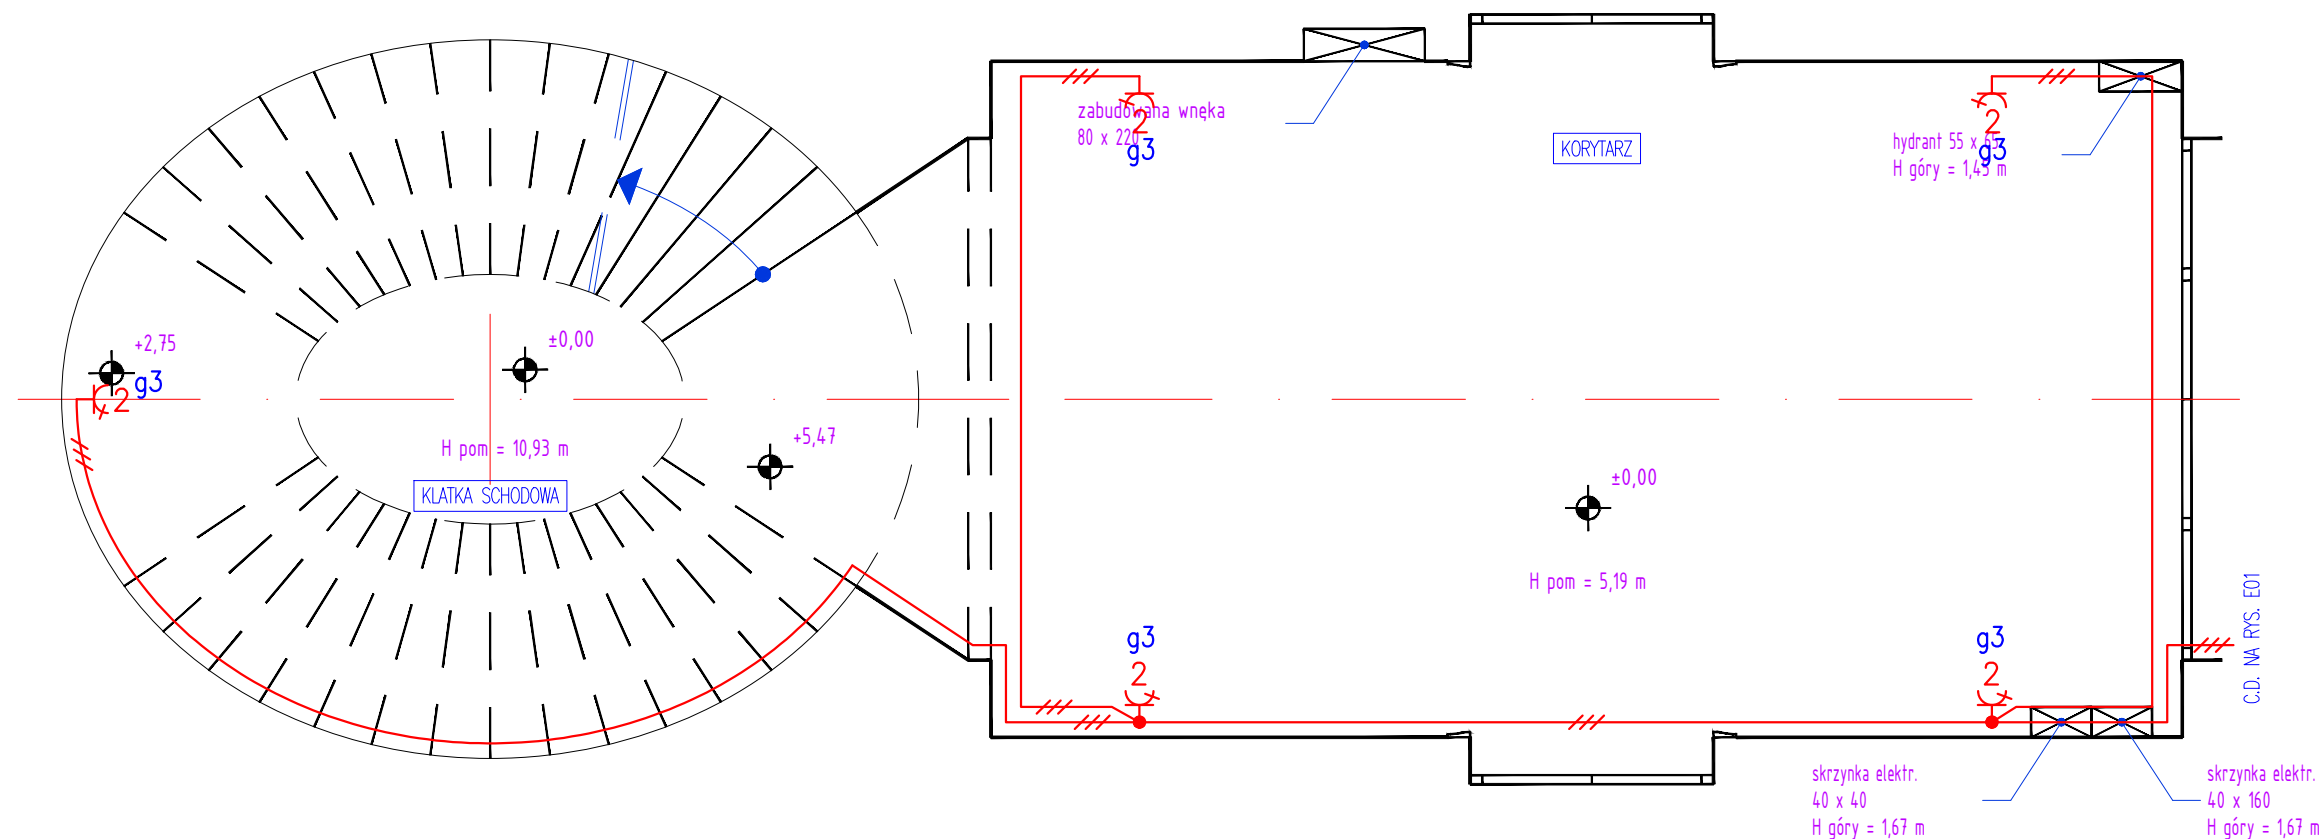 zabudowana wnęka
80 x 220
2
g3
KORYTARZ
2
hydrant 55 x 65
g3
H góry = 1,45 m
+2,75
g3
2
±0,00
H pom = 10,93 m
+5,47
KLATKA SCHODOWA
±0,00
H pom = 5,19 m
g3
2
g3
2
C.D. NA RYS. E01
skrzynka elektr.
40 x 40
H góry = 1,67 m
skrzynka elektr.
40 x 160
H góry = 1,67 m